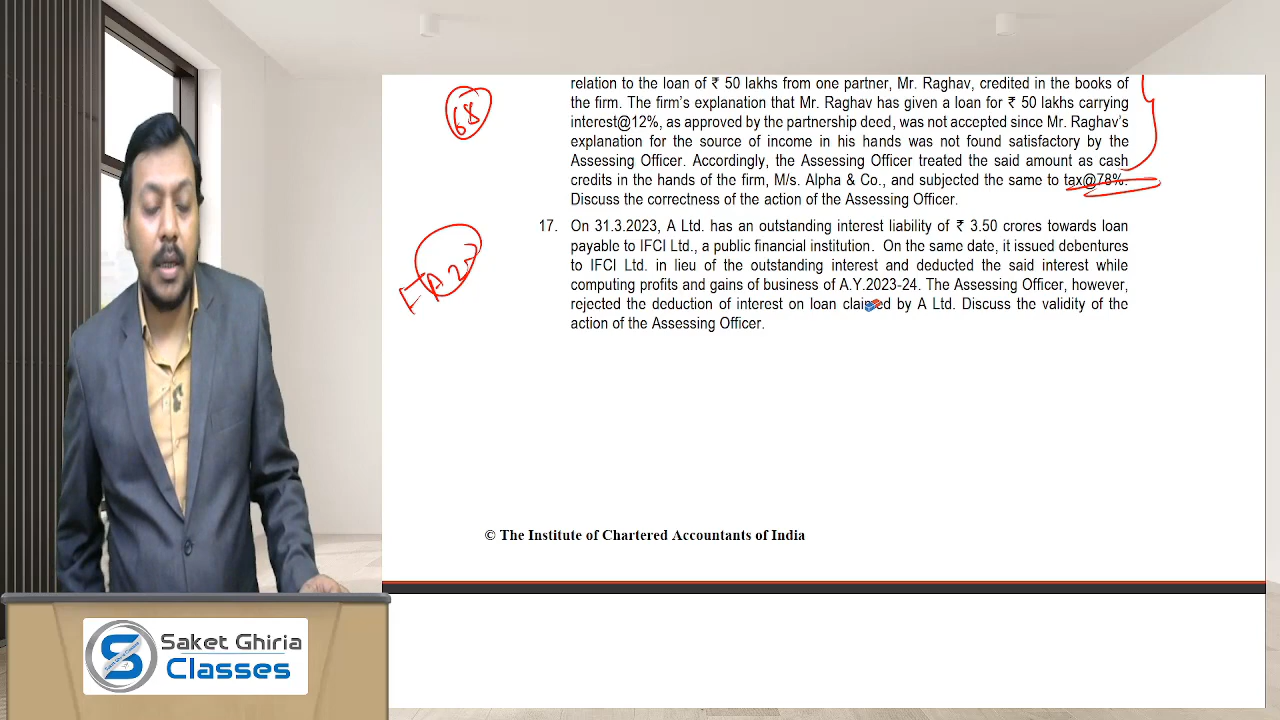 relation to the loan of ₹ 50 lakhs from one partner, Mr. Raghav, credited in the books of
the firm. The firm's explanation that Mr. Raghav has given a loan for ₹ 50 lakhs carrying
68
interest@12%, as approved by the partnership deed, was not accepted since Mr. Raghav's
explanation for the source of income in his hands was not found satisfactory by the
Assessing Officer. Accordingly, the Assessing Officer treated the said amount as cash
credits in the hands of the firm, M/s. Alpha & Co., and subjected the same to tax@78%.
Discuss the correctness of the action of the Assessing Officer.
17. On 31.3.2023, A Ltd. has an outstanding interest liability of ₹ 3.50 crores towards loan
payable to IFCI Ltd., a public financial institution. On the same date, it issued debentures
to IFCI Ltd. in lieu of the outstanding interest and deducted the said interest while
computing profits and gains of business of A.Y.2023-24. The Assessing Officer, however,
rejected the deduction of interest on loan claimed by A Ltd. Discuss the validity of the
action of the Assessing Officer.
© The Institute of Chartered Accountants of India
Saket Ghiria
Classes